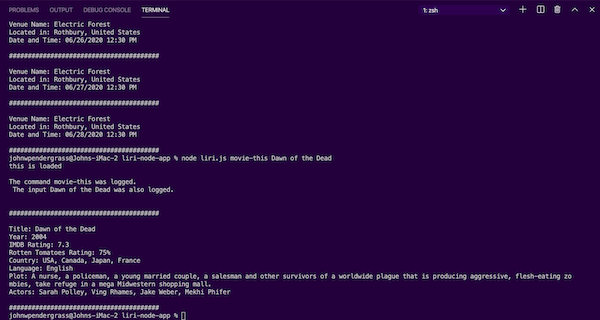 PROBLEMS OUTPUT DEBUG CONSOLE TERMINAL 1: zsh
Venue Name: Electric Forest
Located in: Rothbury, United States
Date and Time: 06/26/2020 12:30 PM
########################################
Venue Name: Electric Forest
Located in: Rothbury, United States
Date and Time: 06/27/2020 12:30 PM
########################################
Venue Name: Electric Forest
Located in: Rothbury, United States
Date and Time: 06/28/2020 12:30 PM
########################################
johnwpendergrass@Johns-iMac-2 liri-node-app % node liri.js movie-this Dawn of the Dead
this is loaded
The command movie-this was logged.
The input Dawn of the Dead was also logged.
########################################
Title: Dawn of the Dead
Year: 2004
IMDB Rating: 7.3
Rotten Tomatoes Rating: 75%
Country: USA, Canada, Japan, France
Language: English
Plot: A nurse, a policeman, a young married couple, a salesman and other survivors of a worldwide plague that is producing aggressive, flesh-eating zo
mbies, take refuge in a mega Midwestern shopping mall.
Actors: Sarah Polley, Ving Rhames, Jake Weber, Mekhi Phifer
########################################
johnwpendergrass@Johns-iMac-2 liri-node-app %